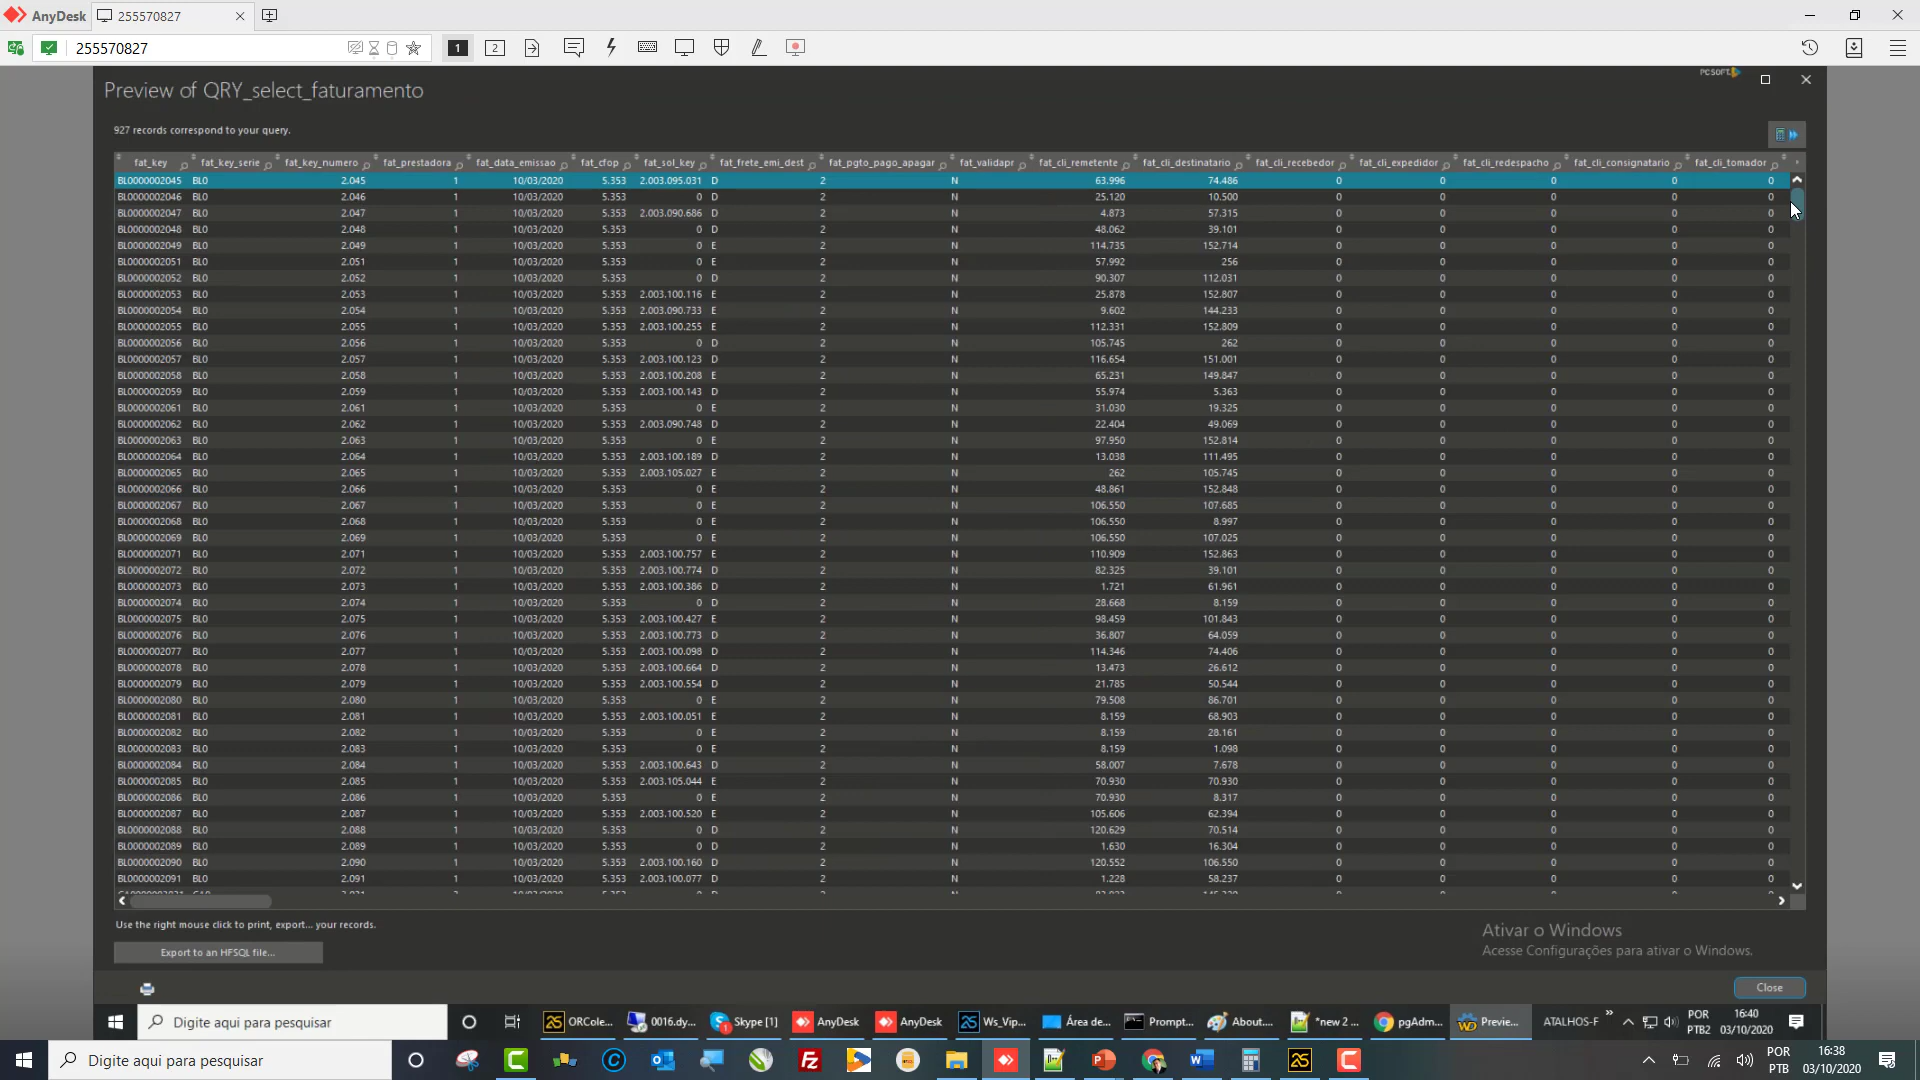 AnyDesk 255570827
255570827
1 2
PC SOFT
Preview of QRY_select_faturamento
927 records correspond to your query.
fat_key fat_key_serie fat_key_numero fat_prestadora fat_data_emissao fat_cfop fat_sol_key fat_frete_emi_dest fat_pgto_pago_apagar fat_validapr fat_cli_remetente fat_cli_destinatario fat_cli_recebedor fat_cli_expedidor fat_cli_redespacho fat_cli_consignatario fat_cli_tomador
BL0000002045 BL0 2.045 1 10/03/2020 5.353 2.003.095.031 D 2 N 63.996 74.486 0 0 0 0 0
BL0000002046 BL0 2.046 1 10/03/2020 5.353 0 D 2 N 25.120 10.500 0 0 0 0 0
BL0000002047 BL0 2.047 1 10/03/2020 5.353 2.003.090.686 D 2 N 4.873 57.315 0 0 0 0 0
BL0000002048 BL0 2.048 1 10/03/2020 5.353 0 D 2 N 48.062 39.101 0 0 0 0 0
BL0000002049 BL0 2.049 1 10/03/2020 5.353 0 E 2 N 114.735 152.714 0 0 0 0 0
BL0000002051 BL0 2.051 1 10/03/2020 5.353 0 E 2 N 57.992 256 0 0 0 0 0
BL0000002052 BL0 2.052 1 10/03/2020 5.353 0 D 2 N 90.307 112.031 0 0 0 0 0
BL0000002053 BL0 2.053 1 10/03/2020 5.353 2.003.100.116 E 2 N 25.878 152.807 0 0 0 0 0
BL0000002054 BL0 2.054 1 10/03/2020 5.353 2.003.090.733 E 2 N 9.602 144.233 0 0 0 0 0
BL0000002055 BL0 2.055 1 10/03/2020 5.353 2.003.100.255 E 2 N 112.331 152.809 0 0 0 0 0
BL0000002056 BL0 2.056 1 10/03/2020 5.353 0 D 2 N 105.745 262 0 0 0 0 0
BL0000002057 BL0 2.057 1 10/03/2020 5.353 2.003.100.123 D 2 N 116.654 151.001 0 0 0 0 0
BL0000002058 BL0 2.058 1 10/03/2020 5.353 2.003.100.208 E 2 N 65.231 149.847 0 0 0 0 0
BL0000002059 BL0 2.059 1 10/03/2020 5.353 2.003.100.143 D 2 N 55.974 5.363 0 0 0 0 0
BL0000002061 BL0 2.061 1 10/03/2020 5.353 0 E 2 N 31.030 19.325 0 0 0 0 0
BL0000002062 BL0 2.062 1 10/03/2020 5.353 2.003.090.748 D 2 N 22.404 49.069 0 0 0 0 0
BL0000002063 BL0 2.063 1 10/03/2020 5.353 0 E 2 N 97.950 152.814 0 0 0 0 0
BL0000002064 BL0 2.064 1 10/03/2020 5.353 2.003.100.189 D 2 N 13.038 111.495 0 0 0 0 0
BL0000002065 BL0 2.065 1 10/03/2020 5.353 2.003.105.027 E 2 N 262 105.745 0 0 0 0 0
BL0000002066 BL0 2.066 1 10/03/2020 5.353 0 E 2 N 48.861 152.848 0 0 0 0 0
BL0000002067 BL0 2.067 1 10/03/2020 5.353 0 E 2 N 106.550 107.685 0 0 0 0 0
BL0000002068 BL0 2.068 1 10/03/2020 5.353 0 E 2 N 106.550 8.997 0 0 0 0 0
BL0000002069 BL0 2.069 1 10/03/2020 5.353 0 E 2 N 106.550 107.025 0 0 0 0 0
BL0000002071 BL0 2.071 1 10/03/2020 5.353 2.003.100.757 E 2 N 110.909 152.863 0 0 0 0 0
BL0000002072 BL0 2.072 1 10/03/2020 5.353 2.003.100.774 D 2 N 82.325 39.101 0 0 0 0 0
BL0000002073 BL0 2.073 1 10/03/2020 5.353 2.003.100.386 D 2 N 1.721 61.961 0 0 0 0 0
BL0000002074 BL0 2.074 1 10/03/2020 5.353 0 D 2 N 28.668 8.159 0 0 0 0 0
BL0000002075 BL0 2.075 1 10/03/2020 5.353 2.003.100.427 E 2 N 98.459 101.843 0 0 0 0 0
BL0000002076 BL0 2.076 1 10/03/2020 5.353 2.003.100.773 D 2 N 36.807 64.059 0 0 0 0 0
BL0000002077 BL0 2.077 1 10/03/2020 5.353 2.003.100.098 D 2 N 114.346 74.406 0 0 0 0 0
BL0000002078 BL0 2.078 1 10/03/2020 5.353 2.003.100.664 D 2 N 13.473 26.612 0 0 0 0 0
BL0000002079 BL0 2.079 1 10/03/2020 5.353 2.003.100.554 D 2 N 21.785 50.544 0 0 0 0 0
BL0000002080 BL0 2.080 1 10/03/2020 5.353 0 E 2 N 79.508 86.701 0 0 0 0 0
BL0000002081 BL0 2.081 1 10/03/2020 5.353 2.003.100.051 E 2 N 8.159 68.903 0 0 0 0 0
BL0000002082 BL0 2.082 1 10/03/2020 5.353 0 E 2 N 8.159 28.161 0 0 0 0 0
BL0000002083 BL0 2.083 1 10/03/2020 5.353 0 E 2 N 8.159 1.098 0 0 0 0 0
BL0000002084 BL0 2.084 1 10/03/2020 5.353 2.003.100.643 D 2 N 58.007 7.678 0 0 0 0 0
BL0000002085 BL0 2.085 1 10/03/2020 5.353 2.003.105.044 E 2 N 70.930 70.930 0 0 0 0 0
BL0000002086 BL0 2.086 1 10/03/2020 5.353 0 E 2 N 70.930 8.317 0 0 0 0 0
BL0000002087 BL0 2.087 1 10/03/2020 5.353 2.003.100.520 E 2 N 105.606 62.394 0 0 0 0 0
BL0000002088 BL0 2.088 1 10/03/2020 5.353 0 D 2 N 120.629 70.514 0 0 0 0 0
BL0000002089 BL0 2.089 1 10/03/2020 5.353 0 D 2 N 1.630 16.304 0 0 0 0 0
BL0000002090 BL0 2.090 1 10/03/2020 5.353 2.003.100.160 D 2 N 120.552 106.550 0 0 0 0 0
BL0000002091 BL0 2.091 1 10/03/2020 5.353 2.003.100.077 D 2 N 1.228 58.237 0 0 0 0 0
Use the right mouse click to print, export... your records.
Export to an HFSQL file...
Ativar o Windows
Acesse Configurações para ativar o Windows.
Close
Digite aqui para pesquisar ORCole... 0016.dy... Skype [1] AnyDesk AnyDesk Ws_Vip... Área de... Prompt... About.... *new 2 ... pgAdm... Previe... ATALHOS-F POR PTB2 16:40 03/10/2020
Digite aqui para pesquisar POR PTB 16:38 03/10/2020